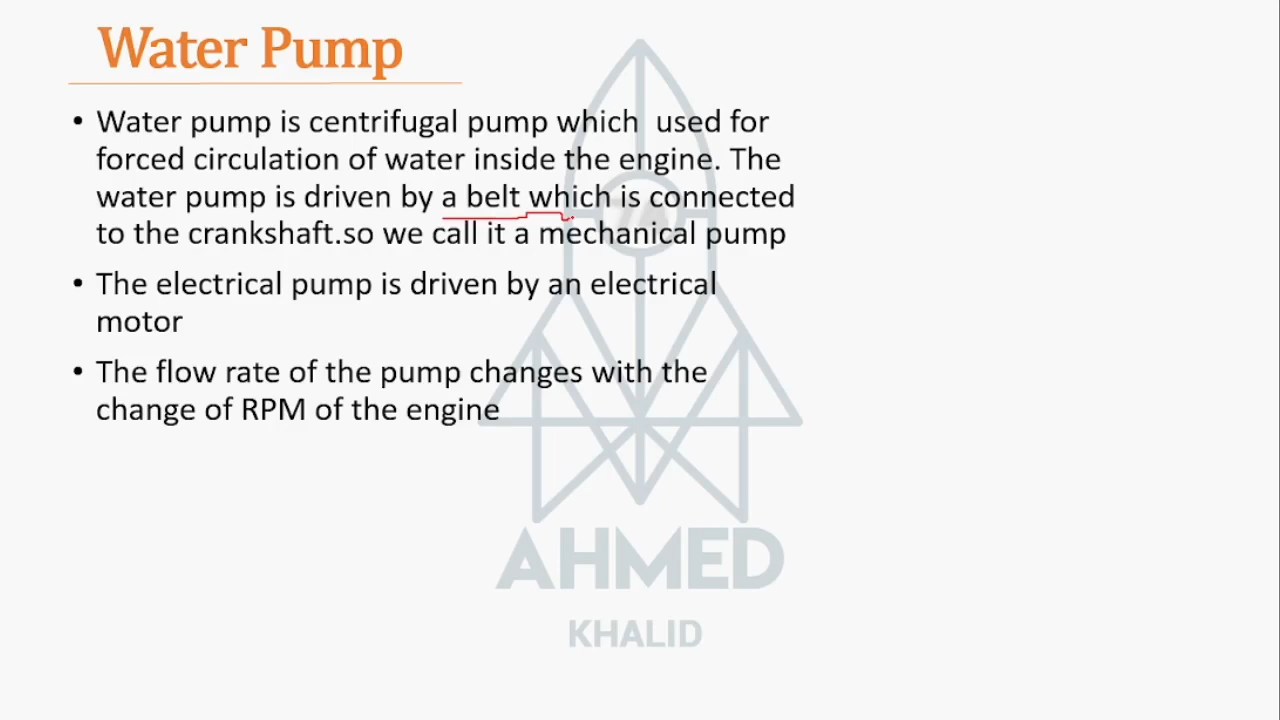 Water Pump
• Water pump is centrifugal pump which  used for
forced circulation of water inside the engine. The
water pump is driven by a belt which is connected
to the crankshaft.so we call it a mechanical pump
• The electrical pump is driven by an electrical
motor
• The flow rate of the pump changes with the
change of RPM of the engine
AHMED
KHALID